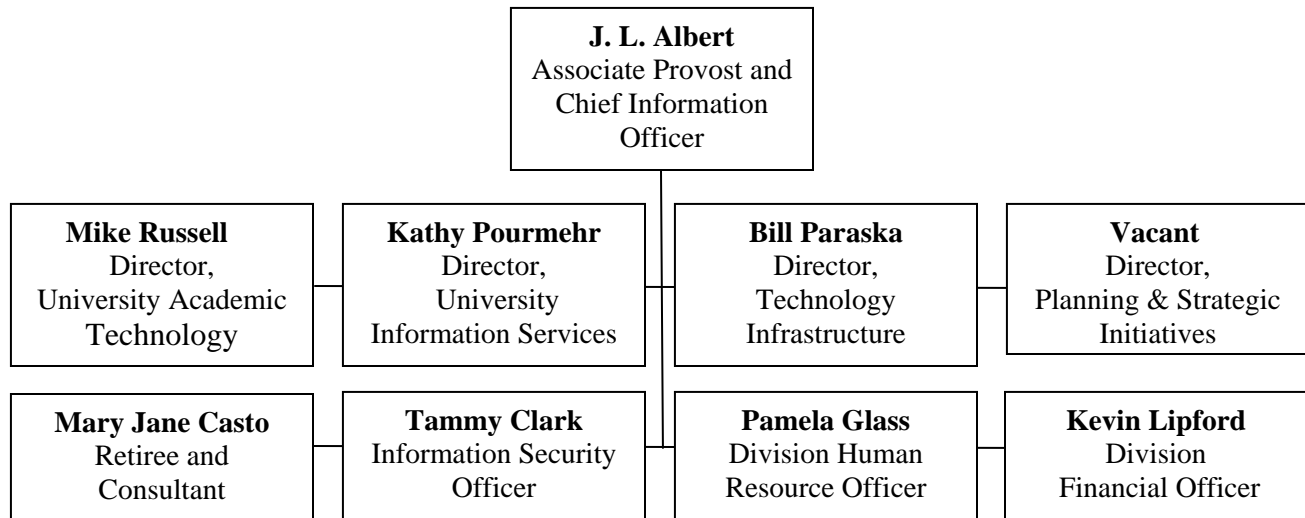 J. L. Albert
Associate Provost and
Chief Information
Officer
Mike Russell
Director,
University Academic
Technology
Kathy Pourmehr
Director,
University
Information Services
Bill Paraska
Director,
Technology
Infrastructure
Vacant
Director,
Planning & Strategic
Initiatives
Mary Jane Casto
Retiree and
Consultant
Tammy Clark
Information Security
Officer
Pamela Glass
Division Human
Resource Officer
Kevin Lipford
Division
Financial Officer